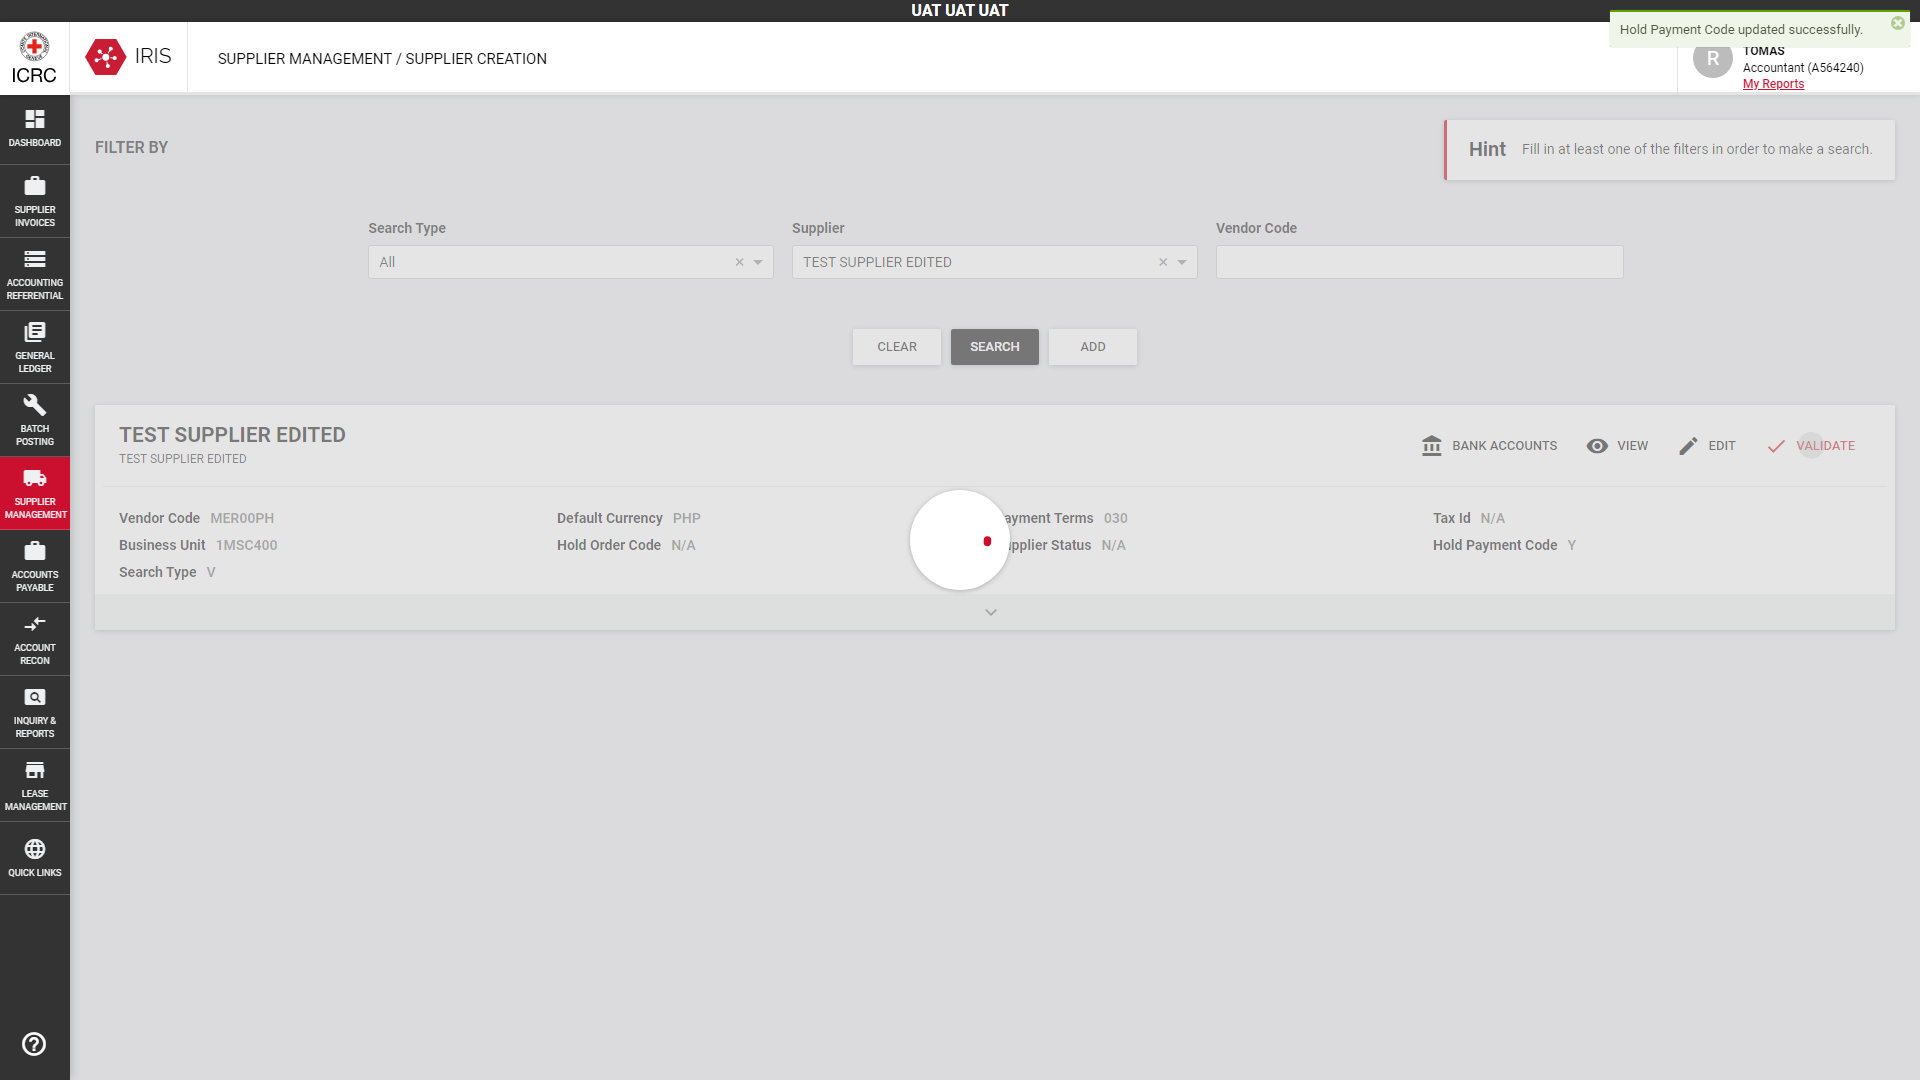 UAT UAT UAT
ICRC
IRIS
SUPPLIER MANAGEMENT / SUPPLIER CREATION
Hold Payment Code updated successfully.
R
TOMAS
Accountant (A564240)
My Reports
DASHBOARD
SUPPLIER
INVOICES
ACCOUNTING
REFERENTIAL
GENERAL
LEDGER
BATCH
POSTING
SUPPLIER
MANAGEMENT
ACCOUNTS
PAYABLE
ACCOUNT
RECON
INQUIRY &
REPORTS
LEASE
MANAGEMENT
QUICK LINKS
FILTER BY
Hint Fill in at least one of the filters in order to make a search.
Search Type
All
Supplier
TEST SUPPLIER EDITED
Vendor Code
CLEAR
SEARCH
ADD
TEST SUPPLIER EDITED
TEST SUPPLIER EDITED
BANK ACCOUNTS
VIEW
EDIT
VALIDATE
Vendor Code MER00PH
Default Currency PHP
ayment Terms 030
Tax Id N/A
Business Unit 1MSC400
Hold Order Code N/A
pplier Status N/A
Hold Payment Code Y
Search Type V